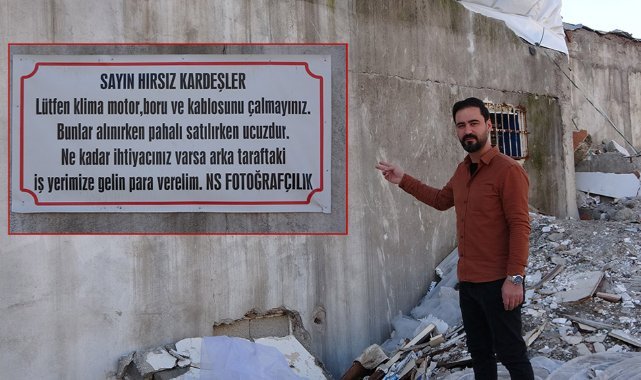 SAYIN HIRSIZ KARDEŞLER
Lütfen klima motor,boru ve kablosunu çalmayınız.
Bunlar alınırken pahalı satılırken ucuzdur.
Ne kadar ihtiyacınız varsa arka taraftaki
iş yerimize gelin para verelim. NS FOTOĞRAFÇILIK